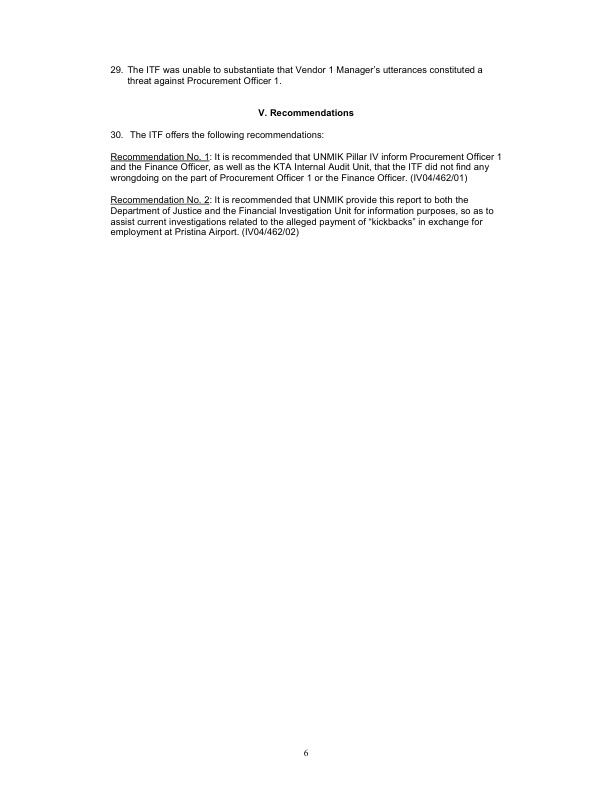 29. The ITF was unable to substantiate that Vendor 1 Manager's utterances constituted a
threat against Procurement Officer 1.
V. Recommendations
30. The ITF offers the following recommendations:
Recommendation No. 1: It is recommended that UNMIK Pillar IV inform Procurement Officer 1
and the Finance Officer, as well as the KTA Internal Audit Unit, that the ITF did not find any
wrongdoing on the part of Procurement Officer 1 or the Finance Officer. (IV04/462/01)
Recommendation No. 2: It is recommended that UNMIK provide this report to both the
Department of Justice and the Financial Investigation Unit for information purposes, so as to
assist current investigations related to the alleged payment of “kickbacks” in exchange for
employment at Pristina Airport. (IV04/462/02)
6